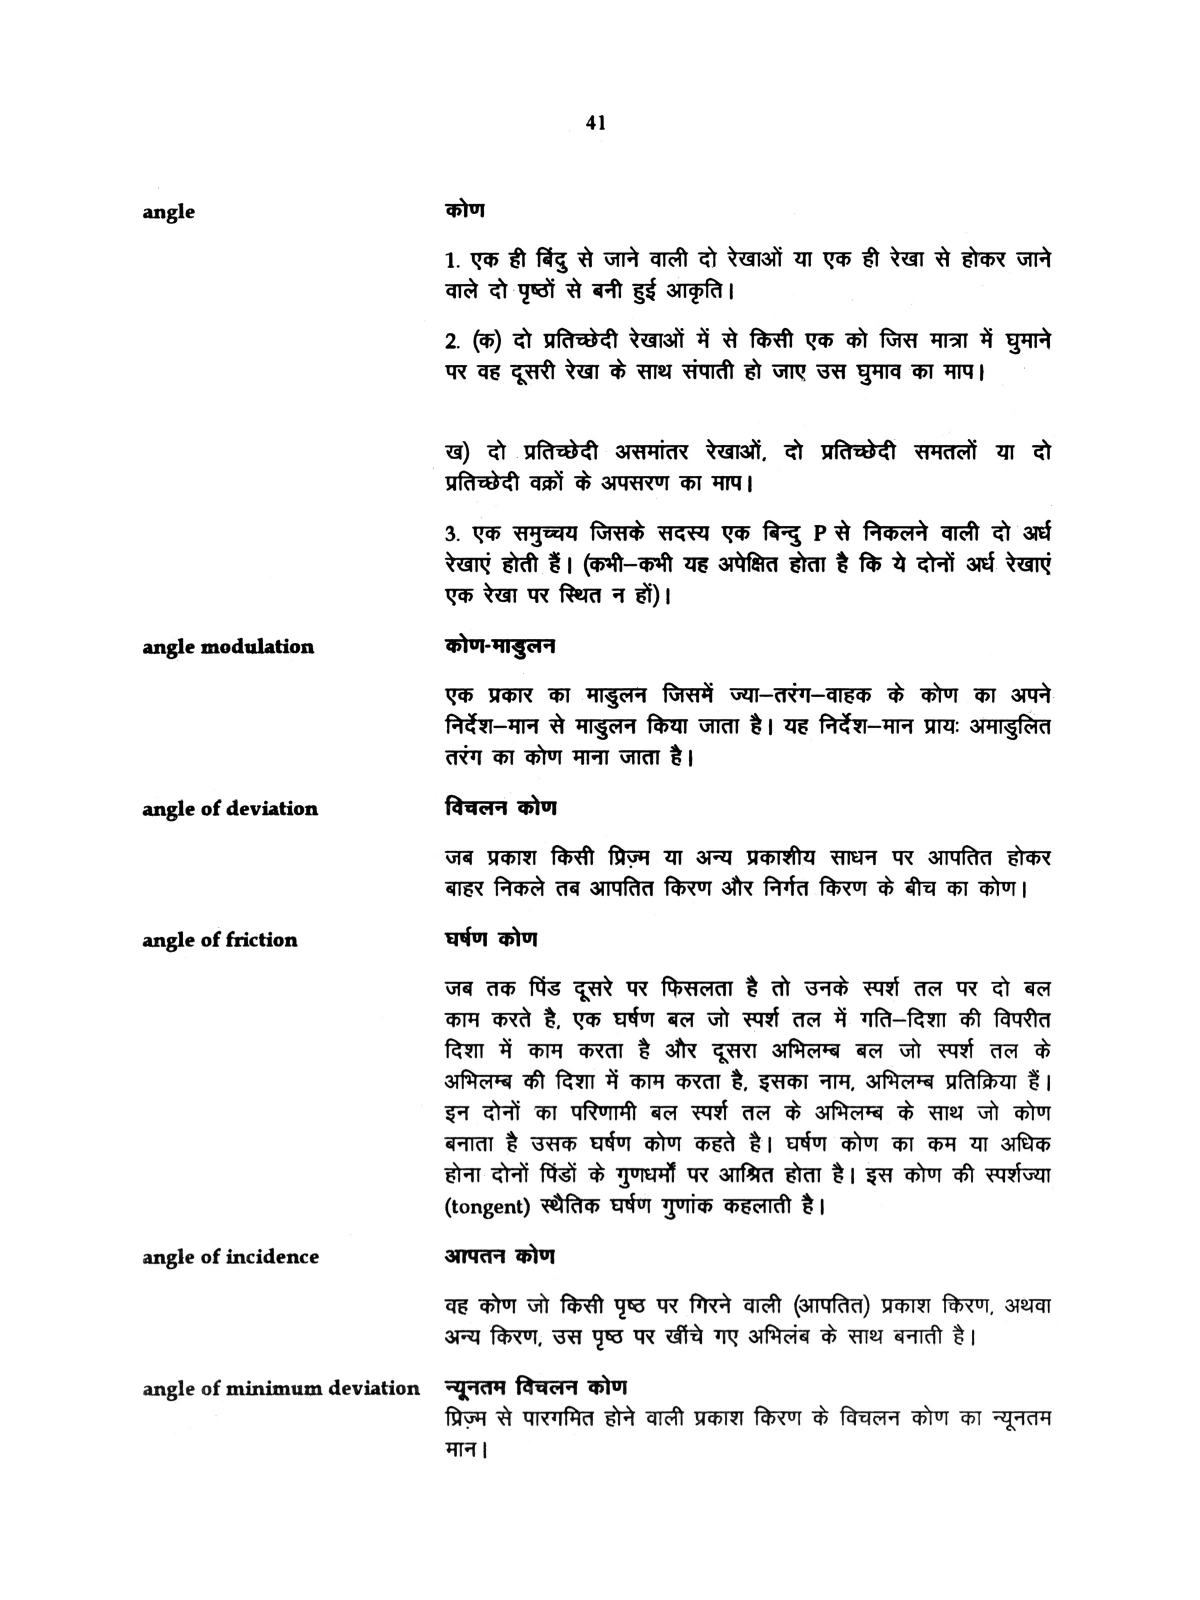 41
angle कोण
1. एक ही बिंदु से जाने वाली दो रेखाओं या एक ही रेखा से होकर जाने
वाले दो पृष्ठों से बनी हुई आकृति।
2. (क) दो प्रतिच्छेदी रेखाओं में से किसी एक को जिस मात्रा में घुमाने
पर वह दूसरी रेखा के साथ संपाती हो जाए उस घुमाव का माप।
ख) दो प्रतिच्छेदी असमांतर रेखाओं, दो प्रतिच्छेदी समतलों या दो
प्रतिच्छेदी वक्रों के अपसरण का माप।
3. एक समुच्चय जिसके सदस्य एक बिन्दु P से निकलने वाली दो अर्ध
रेखाएं होती हैं। (कभी–कभी यह अपेक्षित होता है कि ये दोनों अर्ध रेखाएं
एक रेखा पर स्थित न हों)।
angle modulation कोण-माडुलन
एक प्रकार का माडुलन जिसमें ज्या–तरंग–वाहक के कोण का अपने
निर्देश–मान से माडुलन किया जाता है। यह निर्देश–मान प्रायः अमाडुलित
तरंग का कोण माना जाता है।
angle of deviation विचलन कोण
जब प्रकाश किसी प्रिज़्म या अन्य प्रकाशीय साधन पर आपतित होकर
बाहर निकले तब आपतित किरण और निर्गत किरण के बीच का कोण।
angle of friction घर्षण कोण
जब तक पिंड दूसरे पर फिसलता है तो उनके स्पर्श तल पर दो बल
काम करते है, एक घर्षण बल जो स्पर्श तल में गति–दिशा की विपरीत
दिशा में काम करता है और दूसरा अभिलम्ब बल जो स्पर्श तल के
अभिलम्ब की दिशा में काम करता है, इसका नाम, अभिलम्ब प्रतिक्रिया हैं।
इन दोनों का परिणामी बल स्पर्श तल के अभिलम्ब के साथ जो कोण
बनाता है उसक घर्षण कोण कहते है। घर्षण कोण का कम या अधिक
होना दोनों पिंडों के गुणधर्मों पर आश्रित होता है। इस कोण की स्पर्शज्या
(tongent) स्थैतिक घर्षण गुणांक कहलाती है।
angle of incidence आपतन कोण
वह कोण जो किसी पृष्ठ पर गिरने वाली (आपतित) प्रकाश किरण, अथवा
अन्य किरण, उस पृष्ठ पर खींचे गए अभिलंब के साथ बनाती है।
angle of minimum deviation न्यूनतम विचलन कोण
प्रिज़्म से पारगमित होने वाली प्रकाश किरण के विचलन कोण का न्यूनतम
मान।